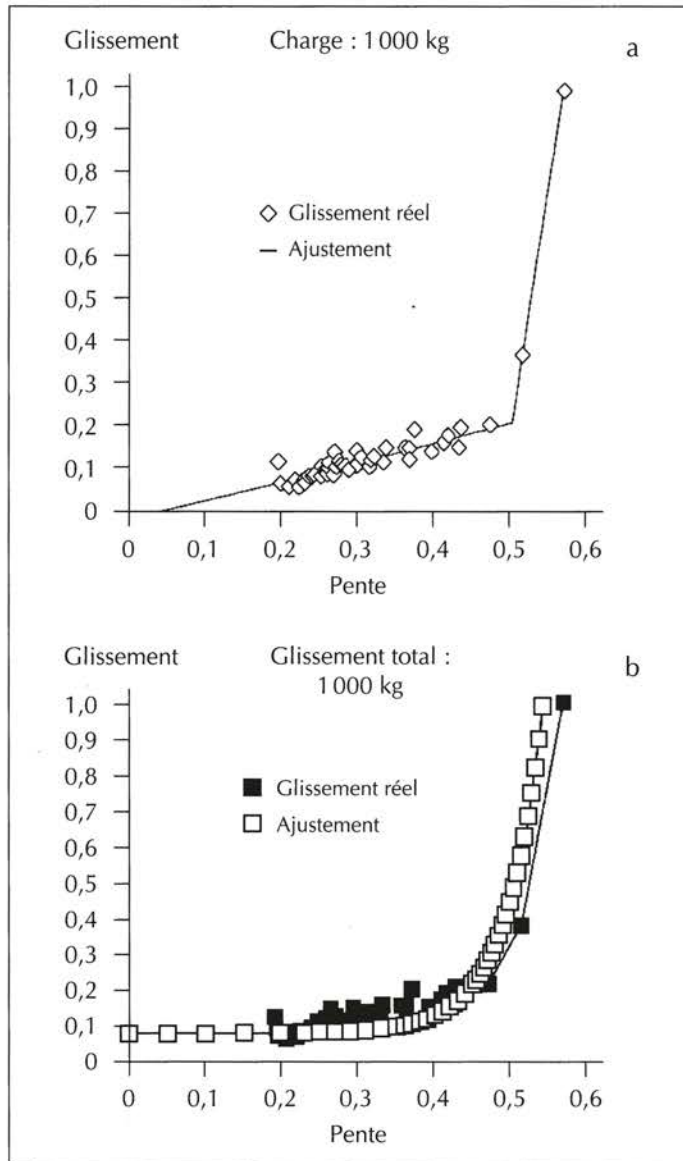 Glissement Charge : 1 000 kg a
1,0
0,9
0,8
0,7
0,6
0,5
0,4
0,3
0,2
0,1
0
Glissement réel
Ajustement
0 0,1 0,2 0,3 0,4 0,5 0,6
Pente
Glissement Glissement total : b
1 000 kg
1,0
0,9
0,8
0,7
0,6
0,5
0,4
0,3
0,2
0,1
0
Glissement réel
Ajustement
0 0,1 0,2 0,3 0,4 0,5 0,6
Pente